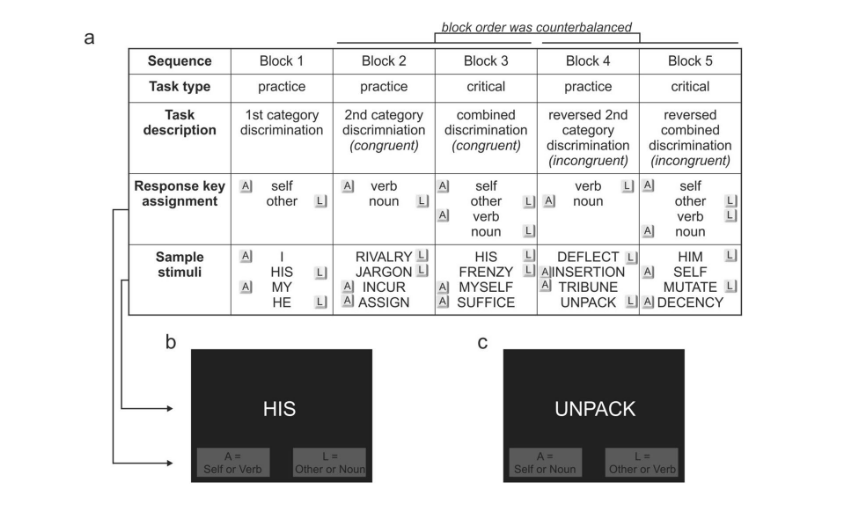 block order was counterbalanced
a
Sequence Block 1 Block 2 Block 3 Block 4 Block 5
Task type practice practice critical practice critical
Task 1st category 2nd category combined reversed 2nd reversed
description discrimination discrimniation discrimination category combined
(congruent) (congruent) discrimination discrimination
(incongruent) (incongruent)
Response key A self A verb A self verb L A self
assignment other L noun L other L A noun other L
A verb verb L
noun L A noun
Sample A I RIVALRY L HIS L DEFLECT L HIM L
stimuli HIS L JARGON L FRENZY L A INSERTION A SELF
A MY A INCUR A MYSELF A TRIBUNE MUTATE L
HE L A ASSIGN A SUFFICE UNPACK L A DECENCY
b c
HIS UNPACK
A = L = A = L =
Self or Verb Other or Noun Self or Noun Other or Verb